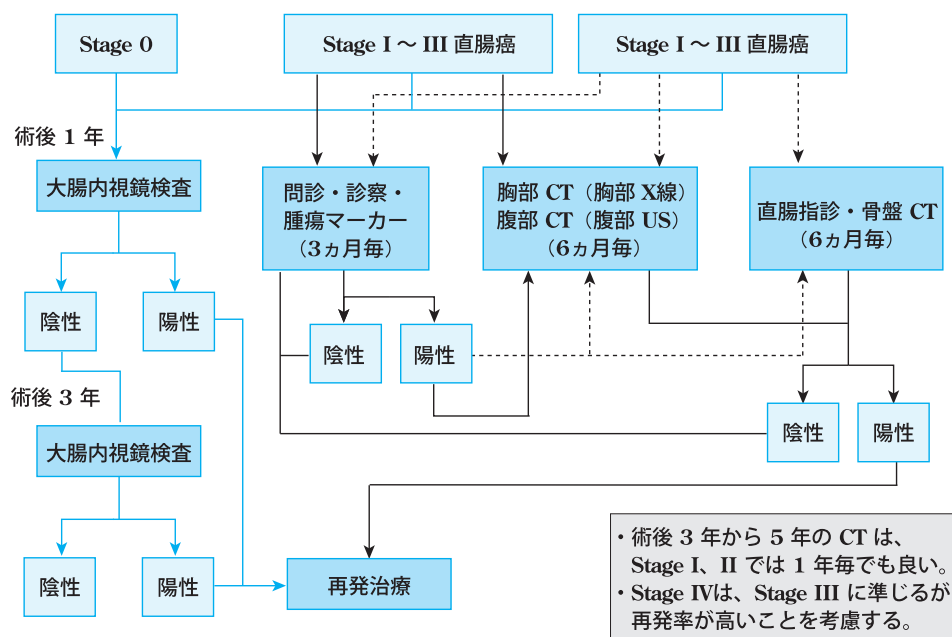 Stage 0
Stage I ～ III 直腸癌
Stage I ～ III 直腸癌
術後 1 年
大腸内視鏡検査
問診・診察・
腫瘍マーカー
（3ヵ月毎）
胸部 CT（胸部 X線）
腹部 CT（腹部 US）
（6ヵ月毎）
直腸指診・骨盤 CT
（6ヵ月毎）
陰性
陽性
陰性
陽性
術後 3 年
大腸内視鏡検査
陰性
陽性
陰性
陽性
再発治療
・術後 3 年から 5 年の CT は、
Stage I、II では 1 年毎でも良い。
・Stage IVは、Stage III に準じるが
再発率が高いことを考慮する。